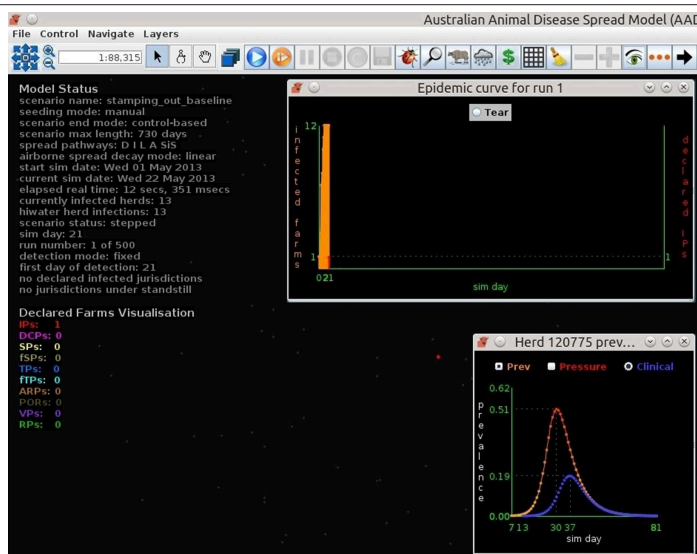 Australian Animal Disease Spread Model (AAD
File Control Navigate Layers
1:88,315
Model Status
scenario name: stamping_out_baseline
seeding mode: manual
scenario end mode: control-based
scenario max length: 730 days
spread pathways: D I L A SiS
airborne spread decay mode: linear
start sim date: Wed 01 May 2013
current sim date: Wed 22 May 2013
elapsed real time: 12 secs, 351 msecs
currently infected herds: 13
hiwater herd infections: 13
scenario status: stepped
sim day: 21
run number: 1 of 500
detection mode: fixed
first day of detection: 21
no declared infected jurisdictions
no jurisdictions under standstill
Declared Farms Visualisation
IPs: 1
DCPs: 0
SPs: 0
fSPs: 0
TPs: 0
fTPs: 0
ARPs: 0
PORs: 0
VPs: 0
RPs: 0
Epidemic curve for run 1
Tear
infected farms
12
1
declared IPs
1
0 21
sim day
Herd 120775 prev...
Prev Pressure Clinical
prevalence
0.62
0.51
0.19
0.00
7 13 30 37 81
sim day